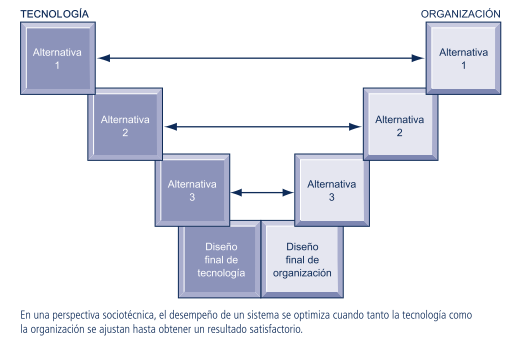 TECNOLOGÍA
ORGANIZACIÓN
Alternativa
1
Alternativa
1
Alternativa
2
Alternativa
2
Alternativa
3
Alternativa
3
Diseño
final de
tecnología
Diseño
final de
organización
En una perspectiva sociotécnica, el desempeño de un sistema se optimiza cuando tanto la tecnología como
la organización se ajustan hasta obtener un resultado satisfactorio.